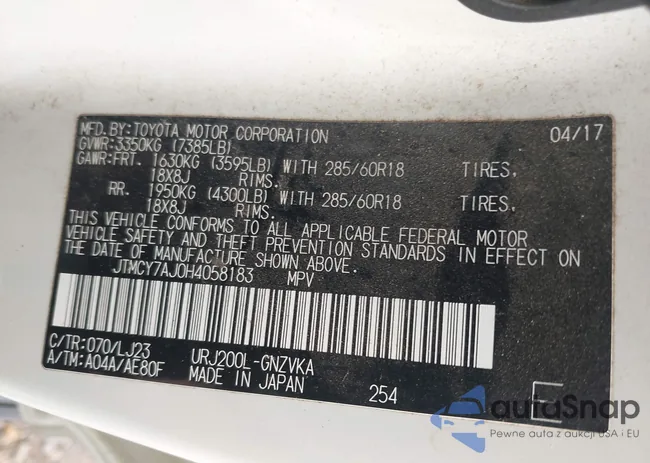 MFD. BY: TOYOTA MOTOR CORPORATION 04/17
GVWR: 3350KG (7385LB)
GAWR: FRT. 1630KG (3595LB) WITH 285/60R18 TIRES,
18X8J RIMS.
RR. 1950KG (4300LB) WITH 285/60R18 TIRES,
18X8J RIMS.
THIS VEHICLE CONFORMS TO ALL APPLICABLE FEDERAL MOTOR
VEHICLE SAFETY AND THEFT PREVENTION STANDARDS IN EFFECT ON
THE DATE OF MANUFACTURE SHOWN ABOVE.
JTMCY7AJ0H4058183 MPV
C/TR: 070/LJ23 URJ200L-GNZVKA
A/TM: A04A/AE80F MADE IN JAPAN 254 E
autoSnap
Pewne auta z aukcji USA i EU